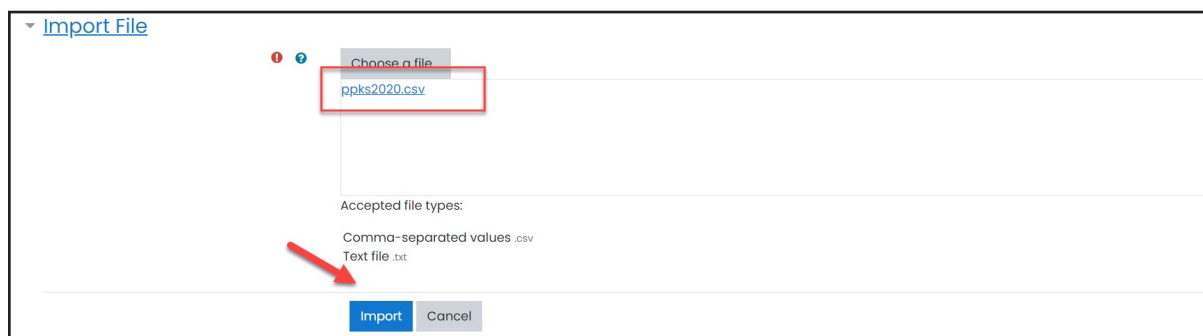 Import File
Choose a file
ppks2020.csv
Accepted file types:
Comma-separated values .csv
Text file .txt
Import Cancel